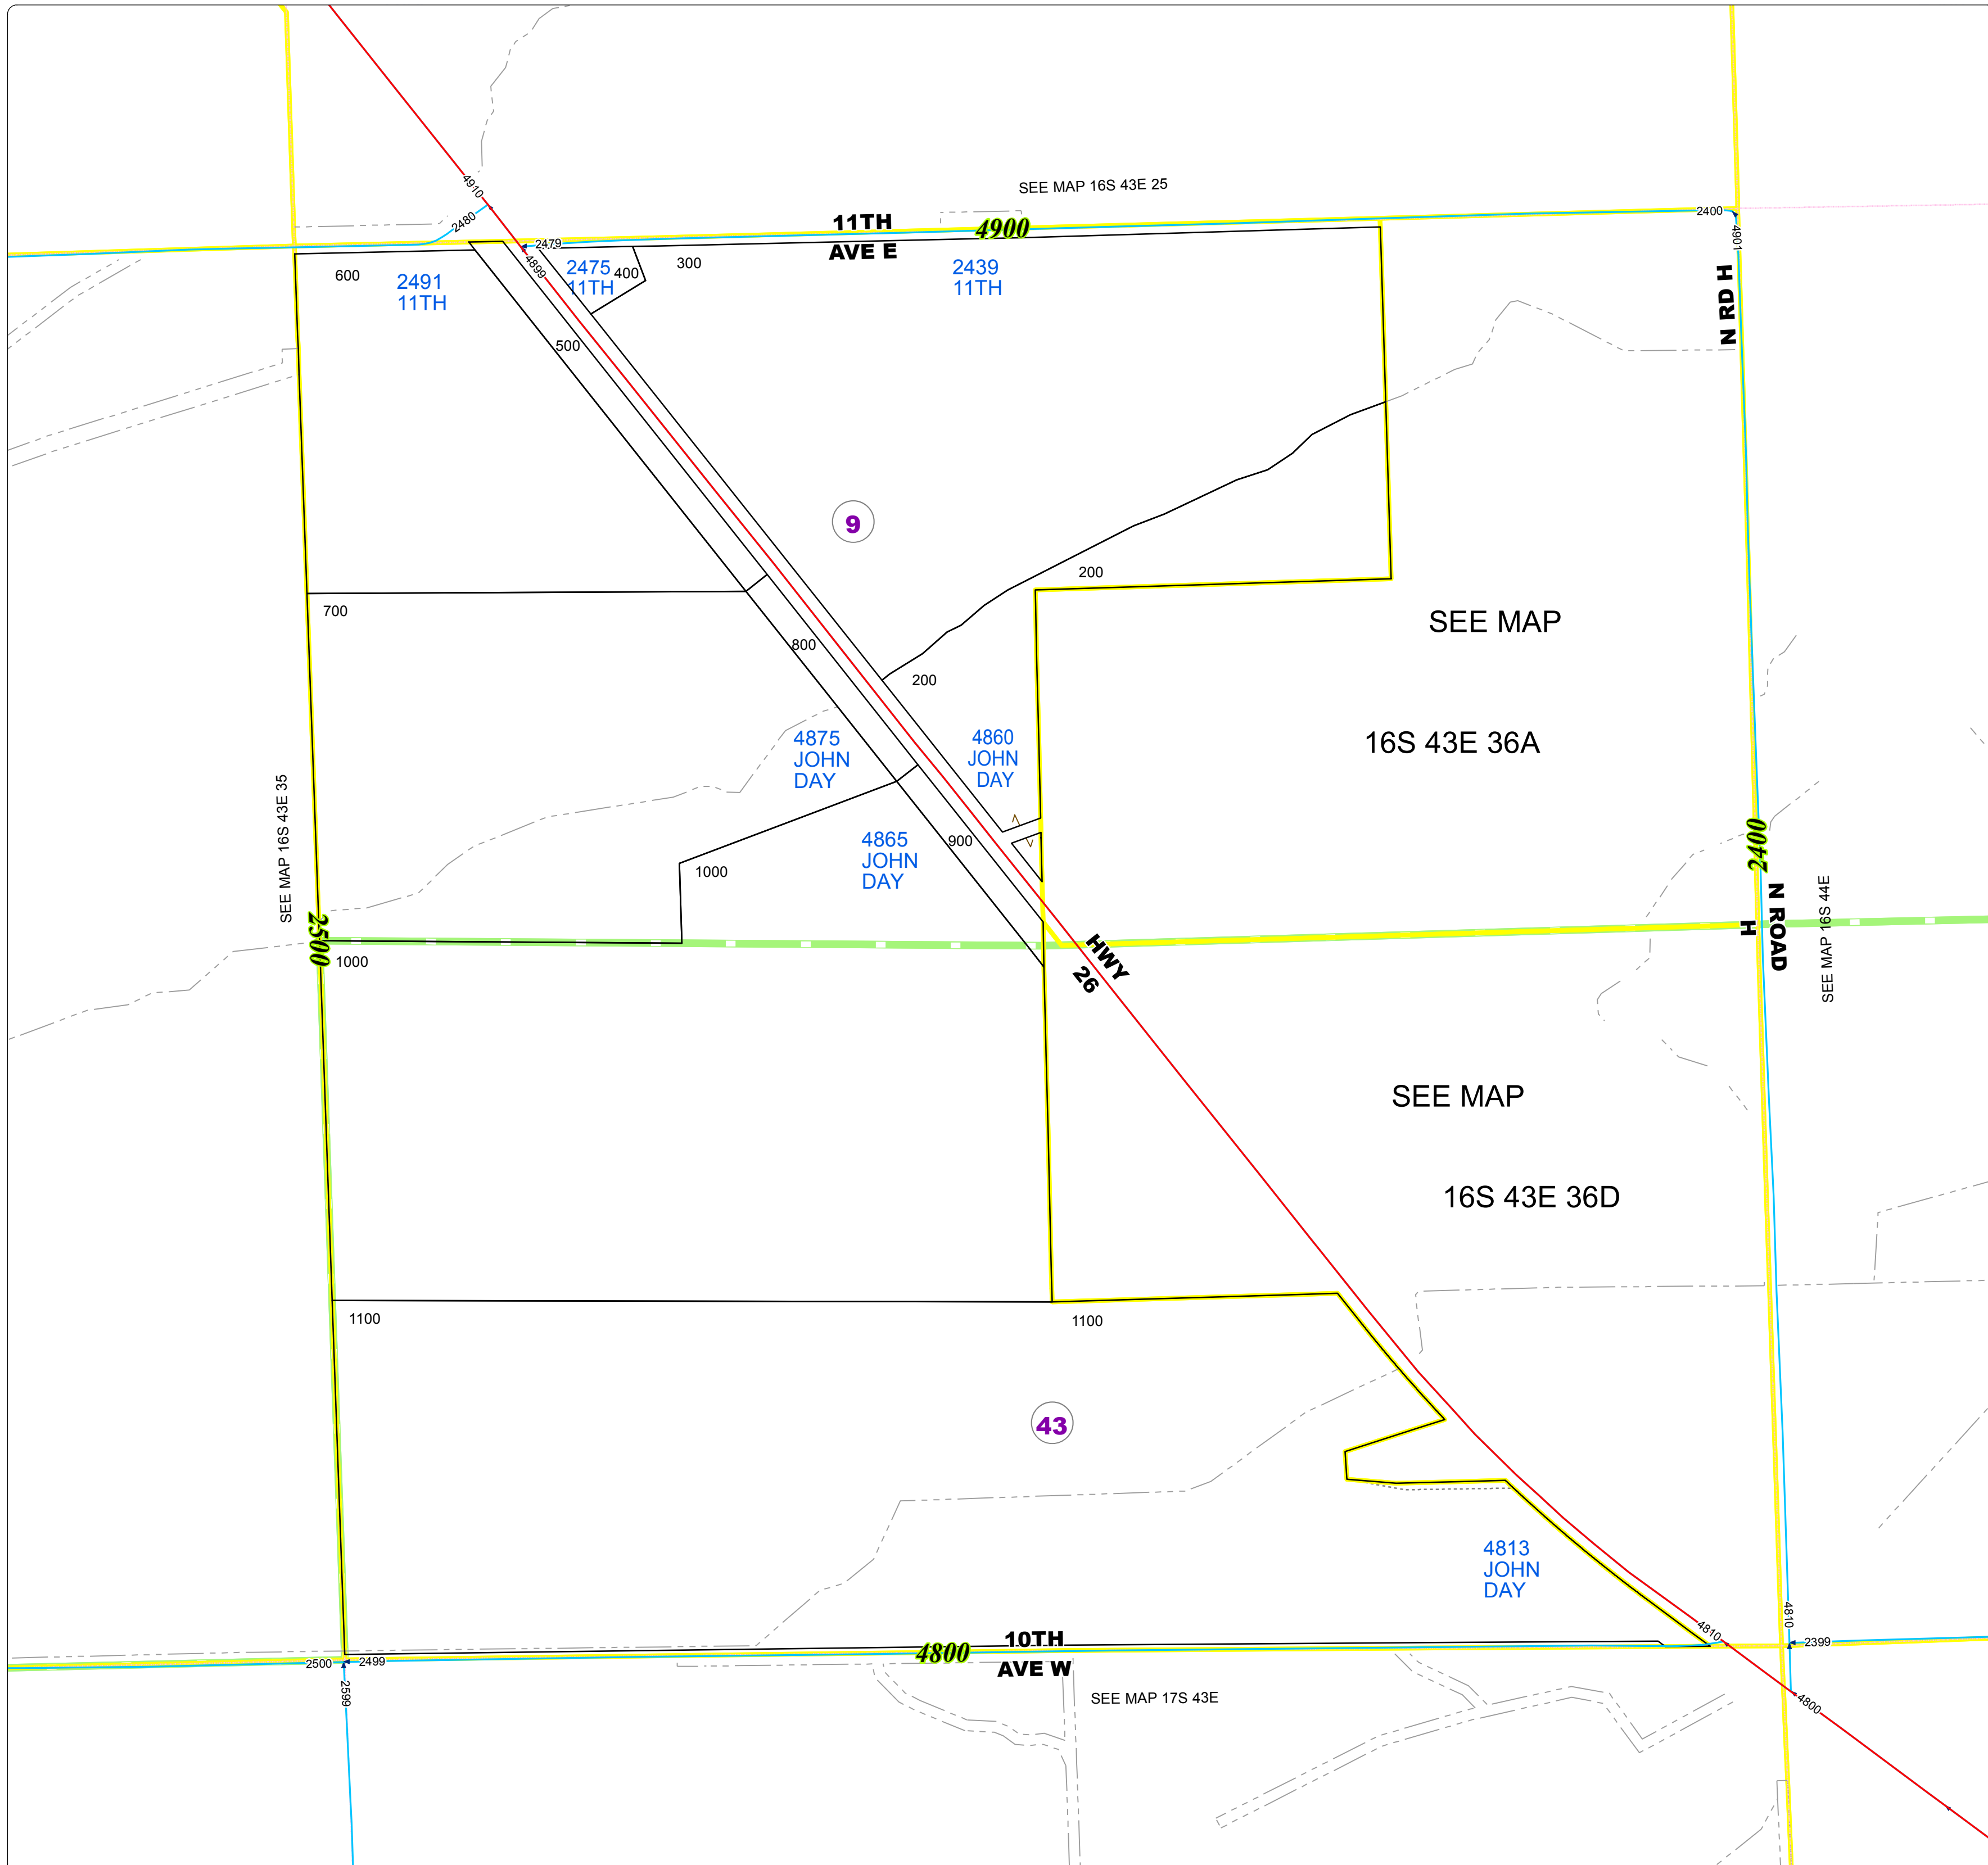 4910
2480
SEE MAP 16S 43E 25
11TH
AVE E
4900
2400
4901
2479
4899
600
2491
11TH
2475
11TH
400
300
2439
11TH
N RD H
500
9
200
700
SEE MAP
800
200
16S 43E 36A
4875
JOHN
DAY
4860
JOHN
DAY
SEE MAP 16S 43E 35
4865
JOHN
DAY
900
1000
2400
N ROAD
H
SEE MAP 16S 44E
2500
1000
HWY
26
SEE MAP
16S 43E 36D
1100
1100
43
4813
JOHN
DAY
4810
4810
2399
10TH
AVE W
4800
2500
2499
2599
SEE MAP 17S 43E
4800